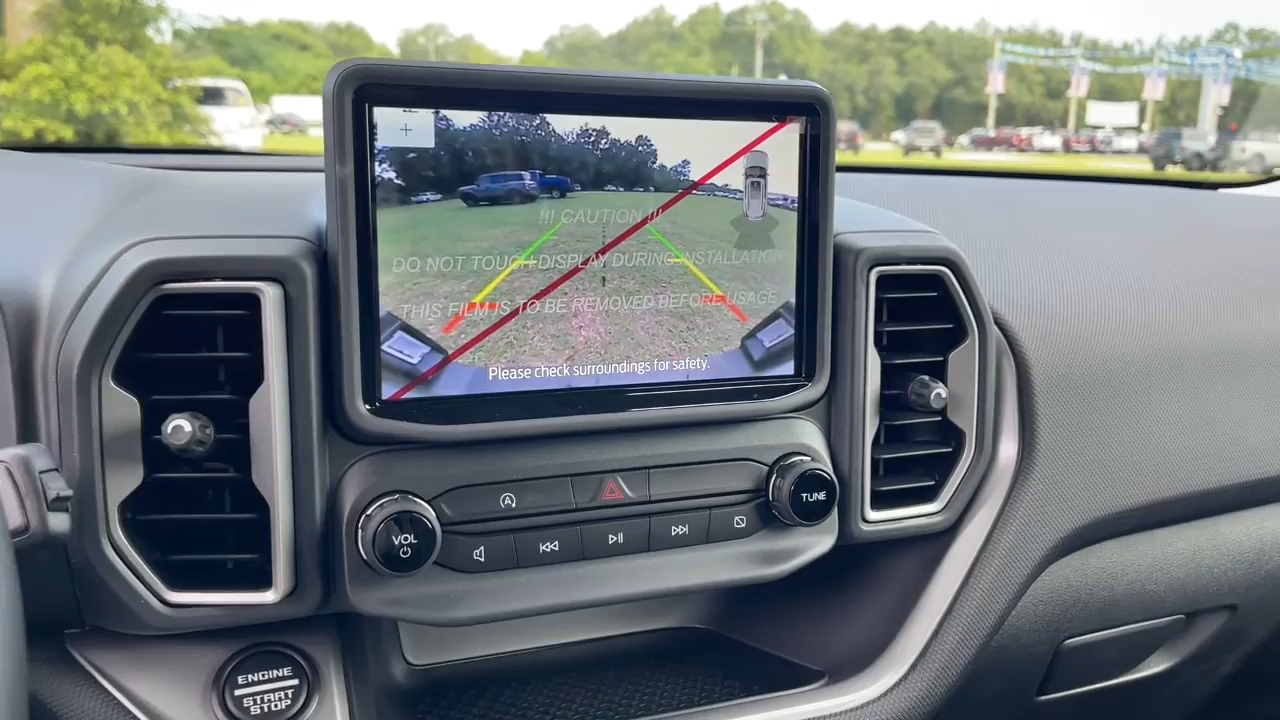 !!! CAUTION !!!
DO NOT TOUCH DISPLAY DURING INSTALLATION
THIS FILM IS TO BE REMOVED BEFORE USAGE
Please check surroundings for safety.
VOL
TUNE
ENGINE
START
STOP